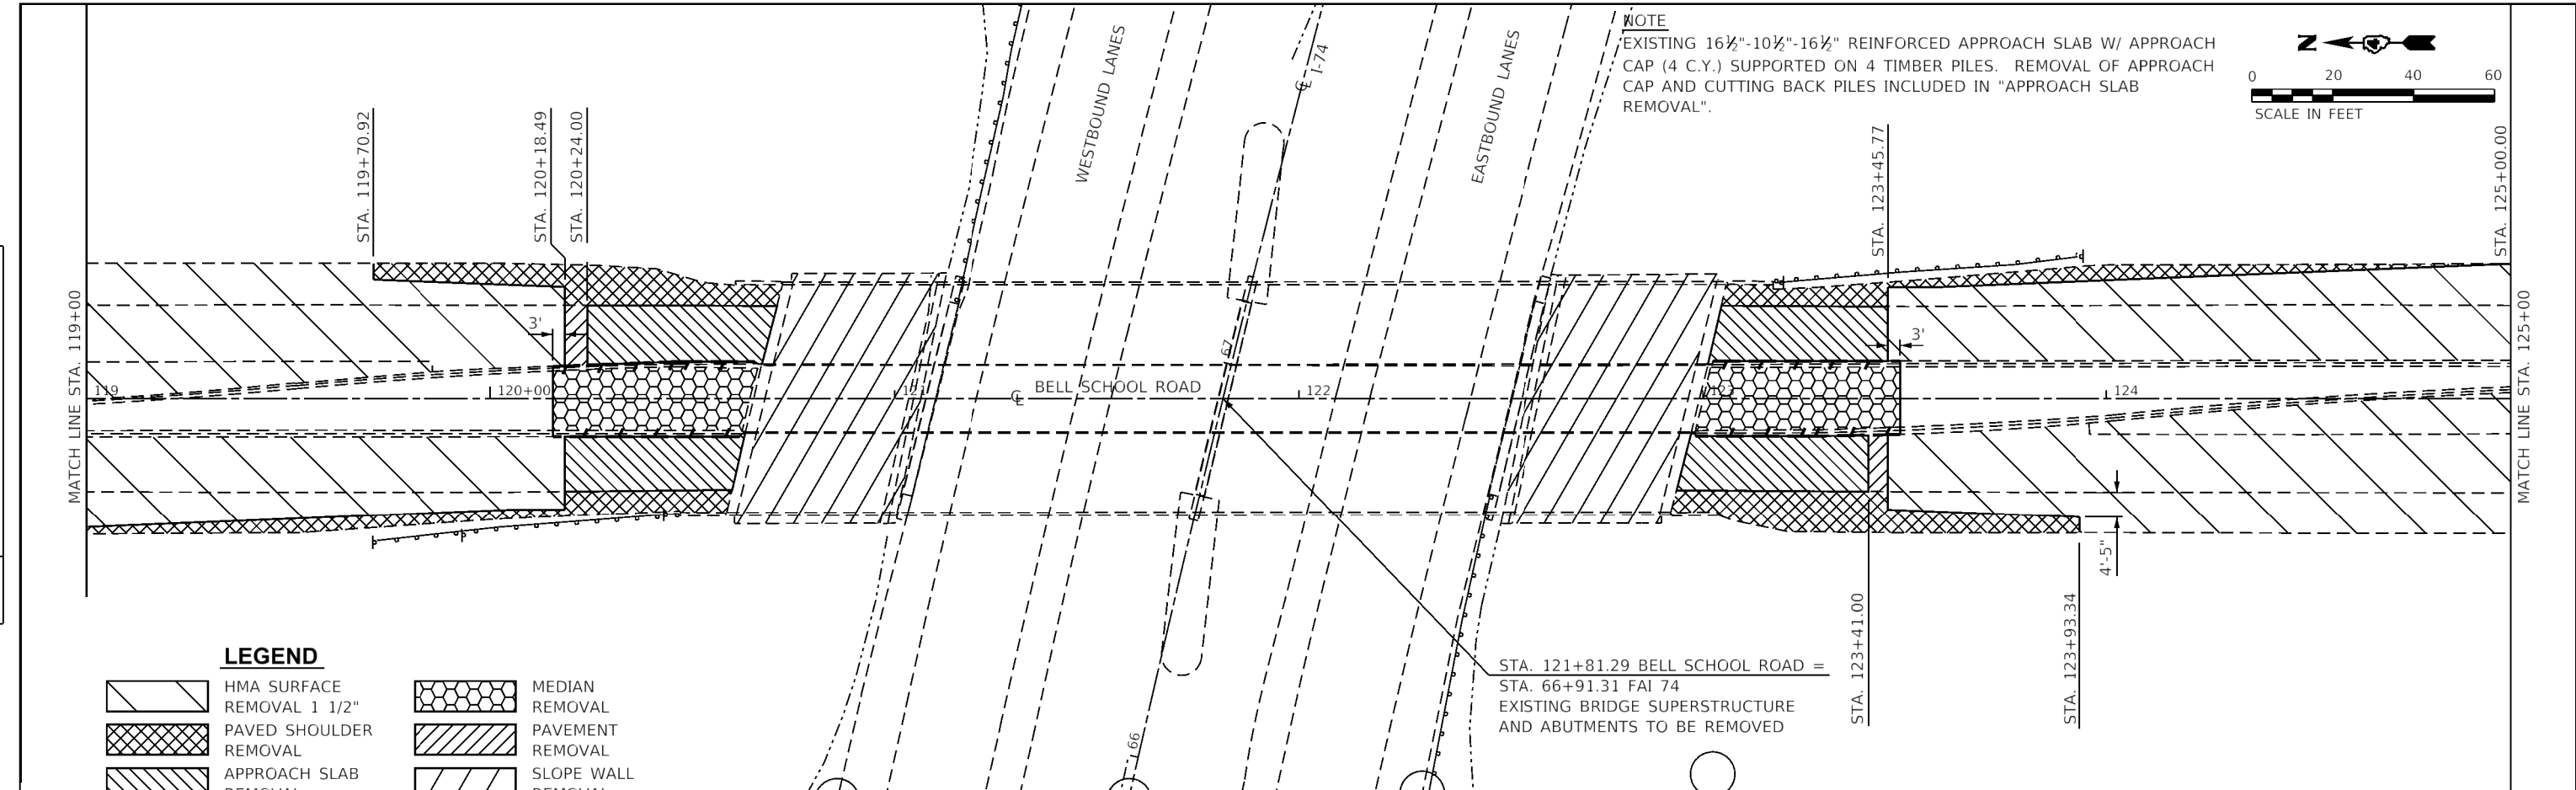 NOTE
EXISTING 16½"-10½"-16½" REINFORCED APPROACH SLAB W/ APPROACH
CAP (4 C.Y.) SUPPORTED ON 4 TIMBER PILES. REMOVAL OF APPROACH
CAP AND CUTTING BACK PILES INCLUDED IN "APPROACH SLAB
REMOVAL".
N
0 20 40 60
SCALE IN FEET
WESTBOUND LANES
℄ I-74
EASTBOUND LANES
STA. 119+70.92
STA. 120+18.49
STA. 120+24.00
STA. 123+45.77
STA. 125+00.00
MATCH LINE STA. 119+00
MATCH LINE STA. 125+00
3'
3'
67
119
120+00
121
℄ BELL SCHOOL ROAD
122
123
124
4'-5"
STA. 123+41.00
STA. 123+93.34
STA. 121+81.29 BELL SCHOOL ROAD =
STA. 66+91.31 FAI 74
EXISTING BRIDGE SUPERSTRUCTURE
AND ABUTMENTS TO BE REMOVED
66
LEGEND
HMA SURFACE
REMOVAL 1 1/2"
PAVED SHOULDER
REMOVAL
APPROACH SLAB
MEDIAN
REMOVAL
PAVEMENT
REMOVAL
SLOPE WALL